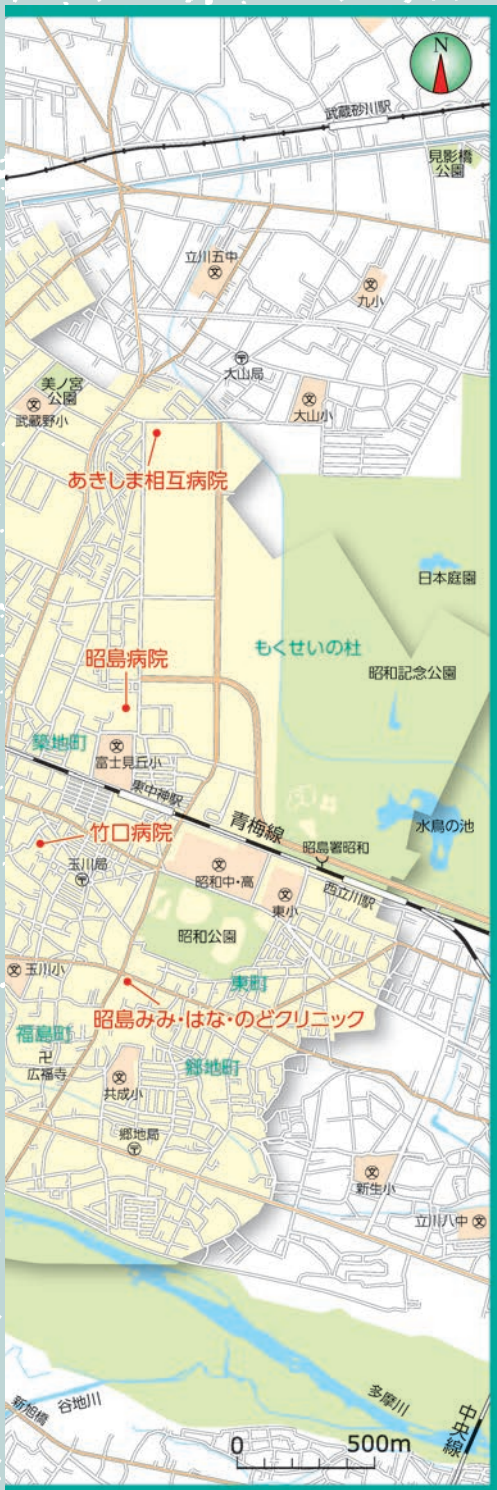 N
武蔵砂川駅
見影橋
公園
立川五中
九小
大山局
美ノ宮
公園
大山小
武蔵野小
あきしま相互病院
日本庭園
もくせいの杜
昭島病院
昭和記念公園
築地町
富士見丘小
東中神駅
青梅線
水鳥の池
竹口病院
昭島署昭和
玉川局
昭和中・高
西立川駅
東小
昭和公園
玉川小
東町
昭島みみ・はな・のどクリニック
福島町
郷地町
広福寺
共成小
郷地局
新生小
立川八中
多摩川
新旭橋
谷地川
中央線
0 500m